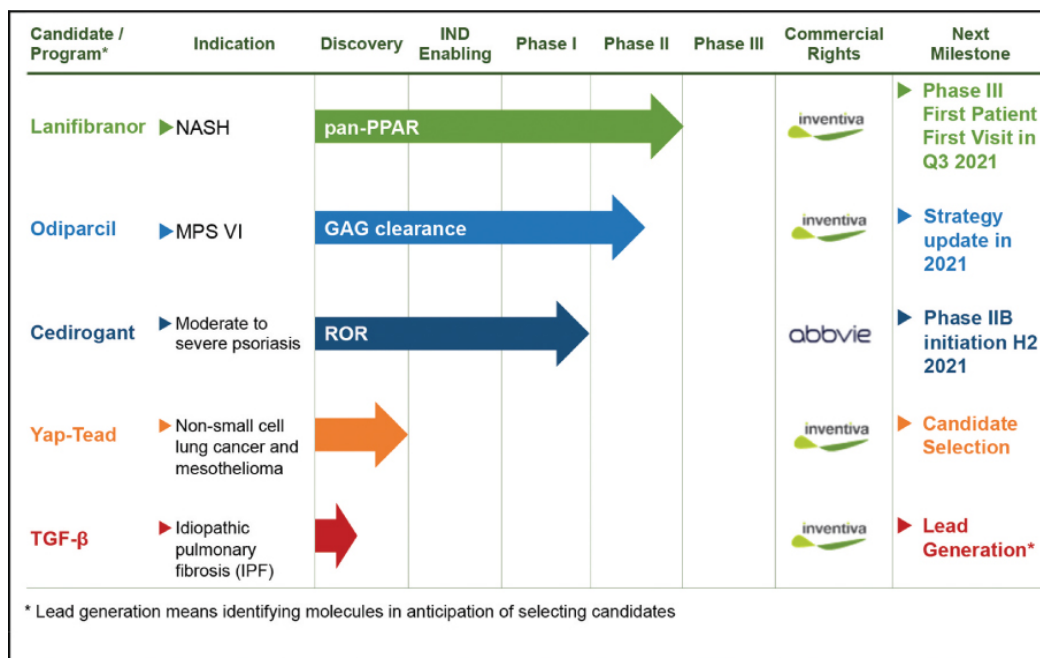 Candidate / Program*
Indication
Discovery
IND Enabling
Phase I
Phase II
Phase III
Commercial Rights
Next Milestone
Lanifibranor
NASH
pan-PPAR
inventiva
Phase III
First Patient
First Visit in
Q3 2021
Odiparcil
MPS VI
GAG clearance
inventiva
Strategy
update in
2021
Cedirogant
Moderate to
severe psoriasis
ROR
abbvie
Phase IIB
initiation H2
2021
Yap-Tead
Non-small cell
lung cancer and
mesothelioma
inventiva
Candidate
Selection
TGF-β
Idiopathic
pulmonary
fibrosis (IPF)
inventiva
Lead
Generation*
* Lead generation means identifying molecules in anticipation of selecting candidates